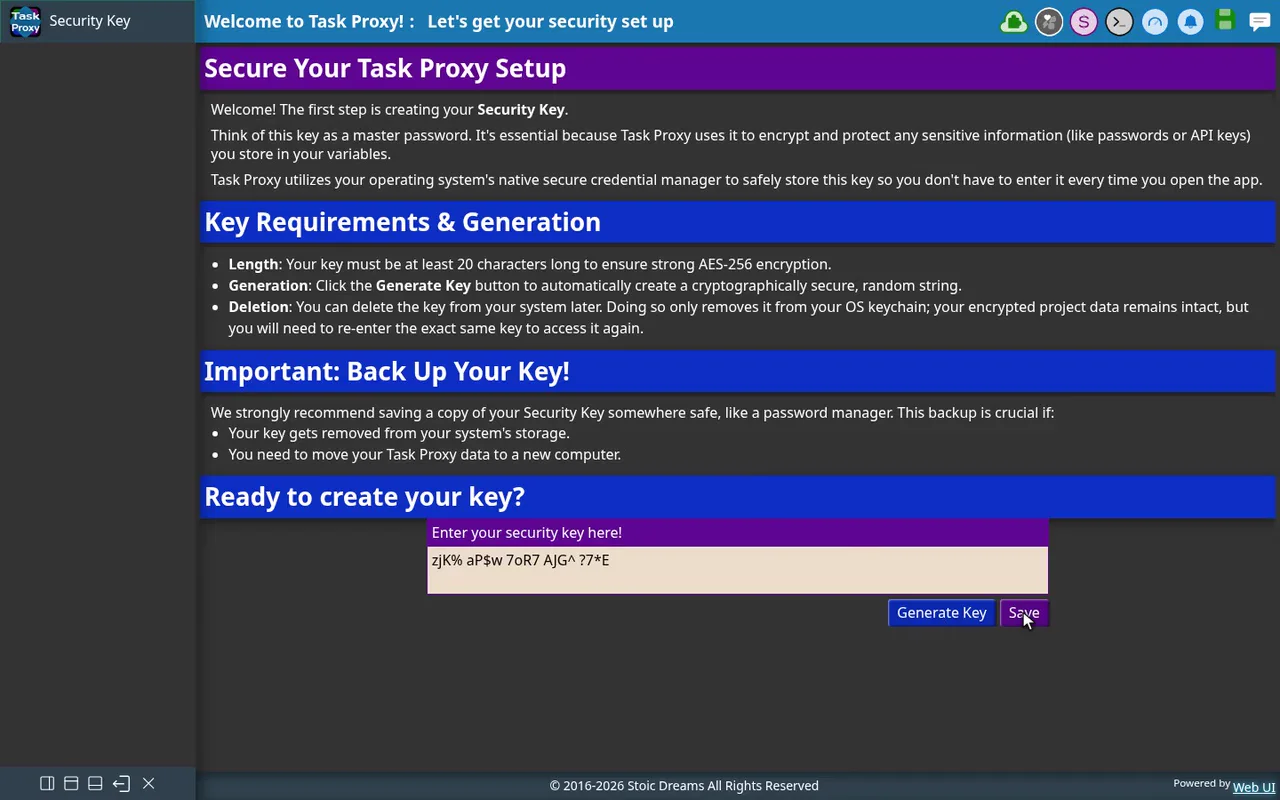 Task Proxy
Security Key
Welcome to Task Proxy! : Let's get your security set up
S
Secure Your Task Proxy Setup
Welcome! The first step is creating your Security Key.
Think of this key as a master password. It's essential because Task Proxy uses it to encrypt and protect any sensitive information (like passwords or API keys)
you store in your variables.
Task Proxy utilizes your operating system's native secure credential manager to safely store this key so you don't have to enter it every time you open the app.
Key Requirements & Generation
• Length: Your key must be at least 20 characters long to ensure strong AES-256 encryption.
• Generation: Click the Generate Key button to automatically create a cryptographically secure, random string.
• Deletion: You can delete the key from your system later. Doing so only removes it from your OS keychain; your encrypted project data remains intact, but
you will need to re-enter the exact same key to access it again.
Important: Back Up Your Key!
We strongly recommend saving a copy of your Security Key somewhere safe, like a password manager. This backup is crucial if:
• Your key gets removed from your system's storage.
• You need to move your Task Proxy data to a new computer.
Ready to create your key?
Enter your security key here!
zjK% aP$w 7oR7 AJG^ ?7*E
Generate Key
Save
© 2016-2026 Stoic Dreams All Rights Reserved
Powered by Web UI